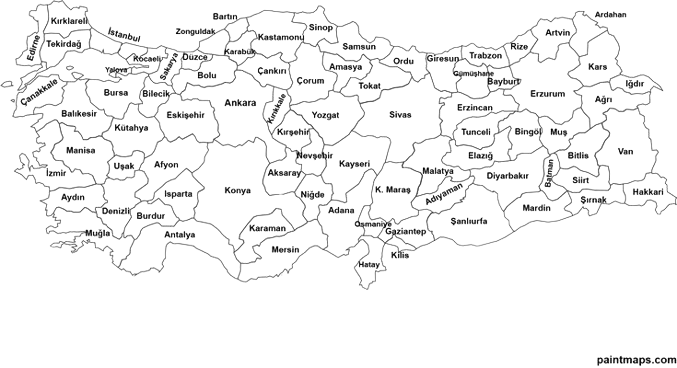 Kırklareli
Edirne
Tekirdağ
İstanbul
Kocaeli
Yalova
Sakarya
Düzce
Zonguldak
Bartın
Karabük
Kastamonu
Sinop
Samsun
Ordu
Giresun
Trabzon
Gümüşhane
Bayburt
Rize
Artvin
Ardahan
Kars
Iğdır
Ağrı
Erzurum
Erzincan
Çanakkale
Balıkesir
Bursa
Bilecik
Bolu
Çankırı
Çorum
Amasya
Tokat
Sivas
Yozgat
Kırıkkale
Ankara
Eskişehir
Kütahya
Manisa
İzmir
Uşak
Afyon
Kırşehir
Nevşehir
Kayseri
Aksaray
Niğde
Konya
Isparta
Aydın
Denizli
Burdur
Muğla
Antalya
Karaman
Mersin
Adana
Osmaniye
Hatay
K. Maraş
Gaziantep
Kilis
Malatya
Adıyaman
Şanlıurfa
Elazığ
Tunceli
Bingöl
Muş
Diyarbakır
Batman
Bitlis
Siirt
Mardin
Şırnak
Hakkari
Van
paintmaps.com